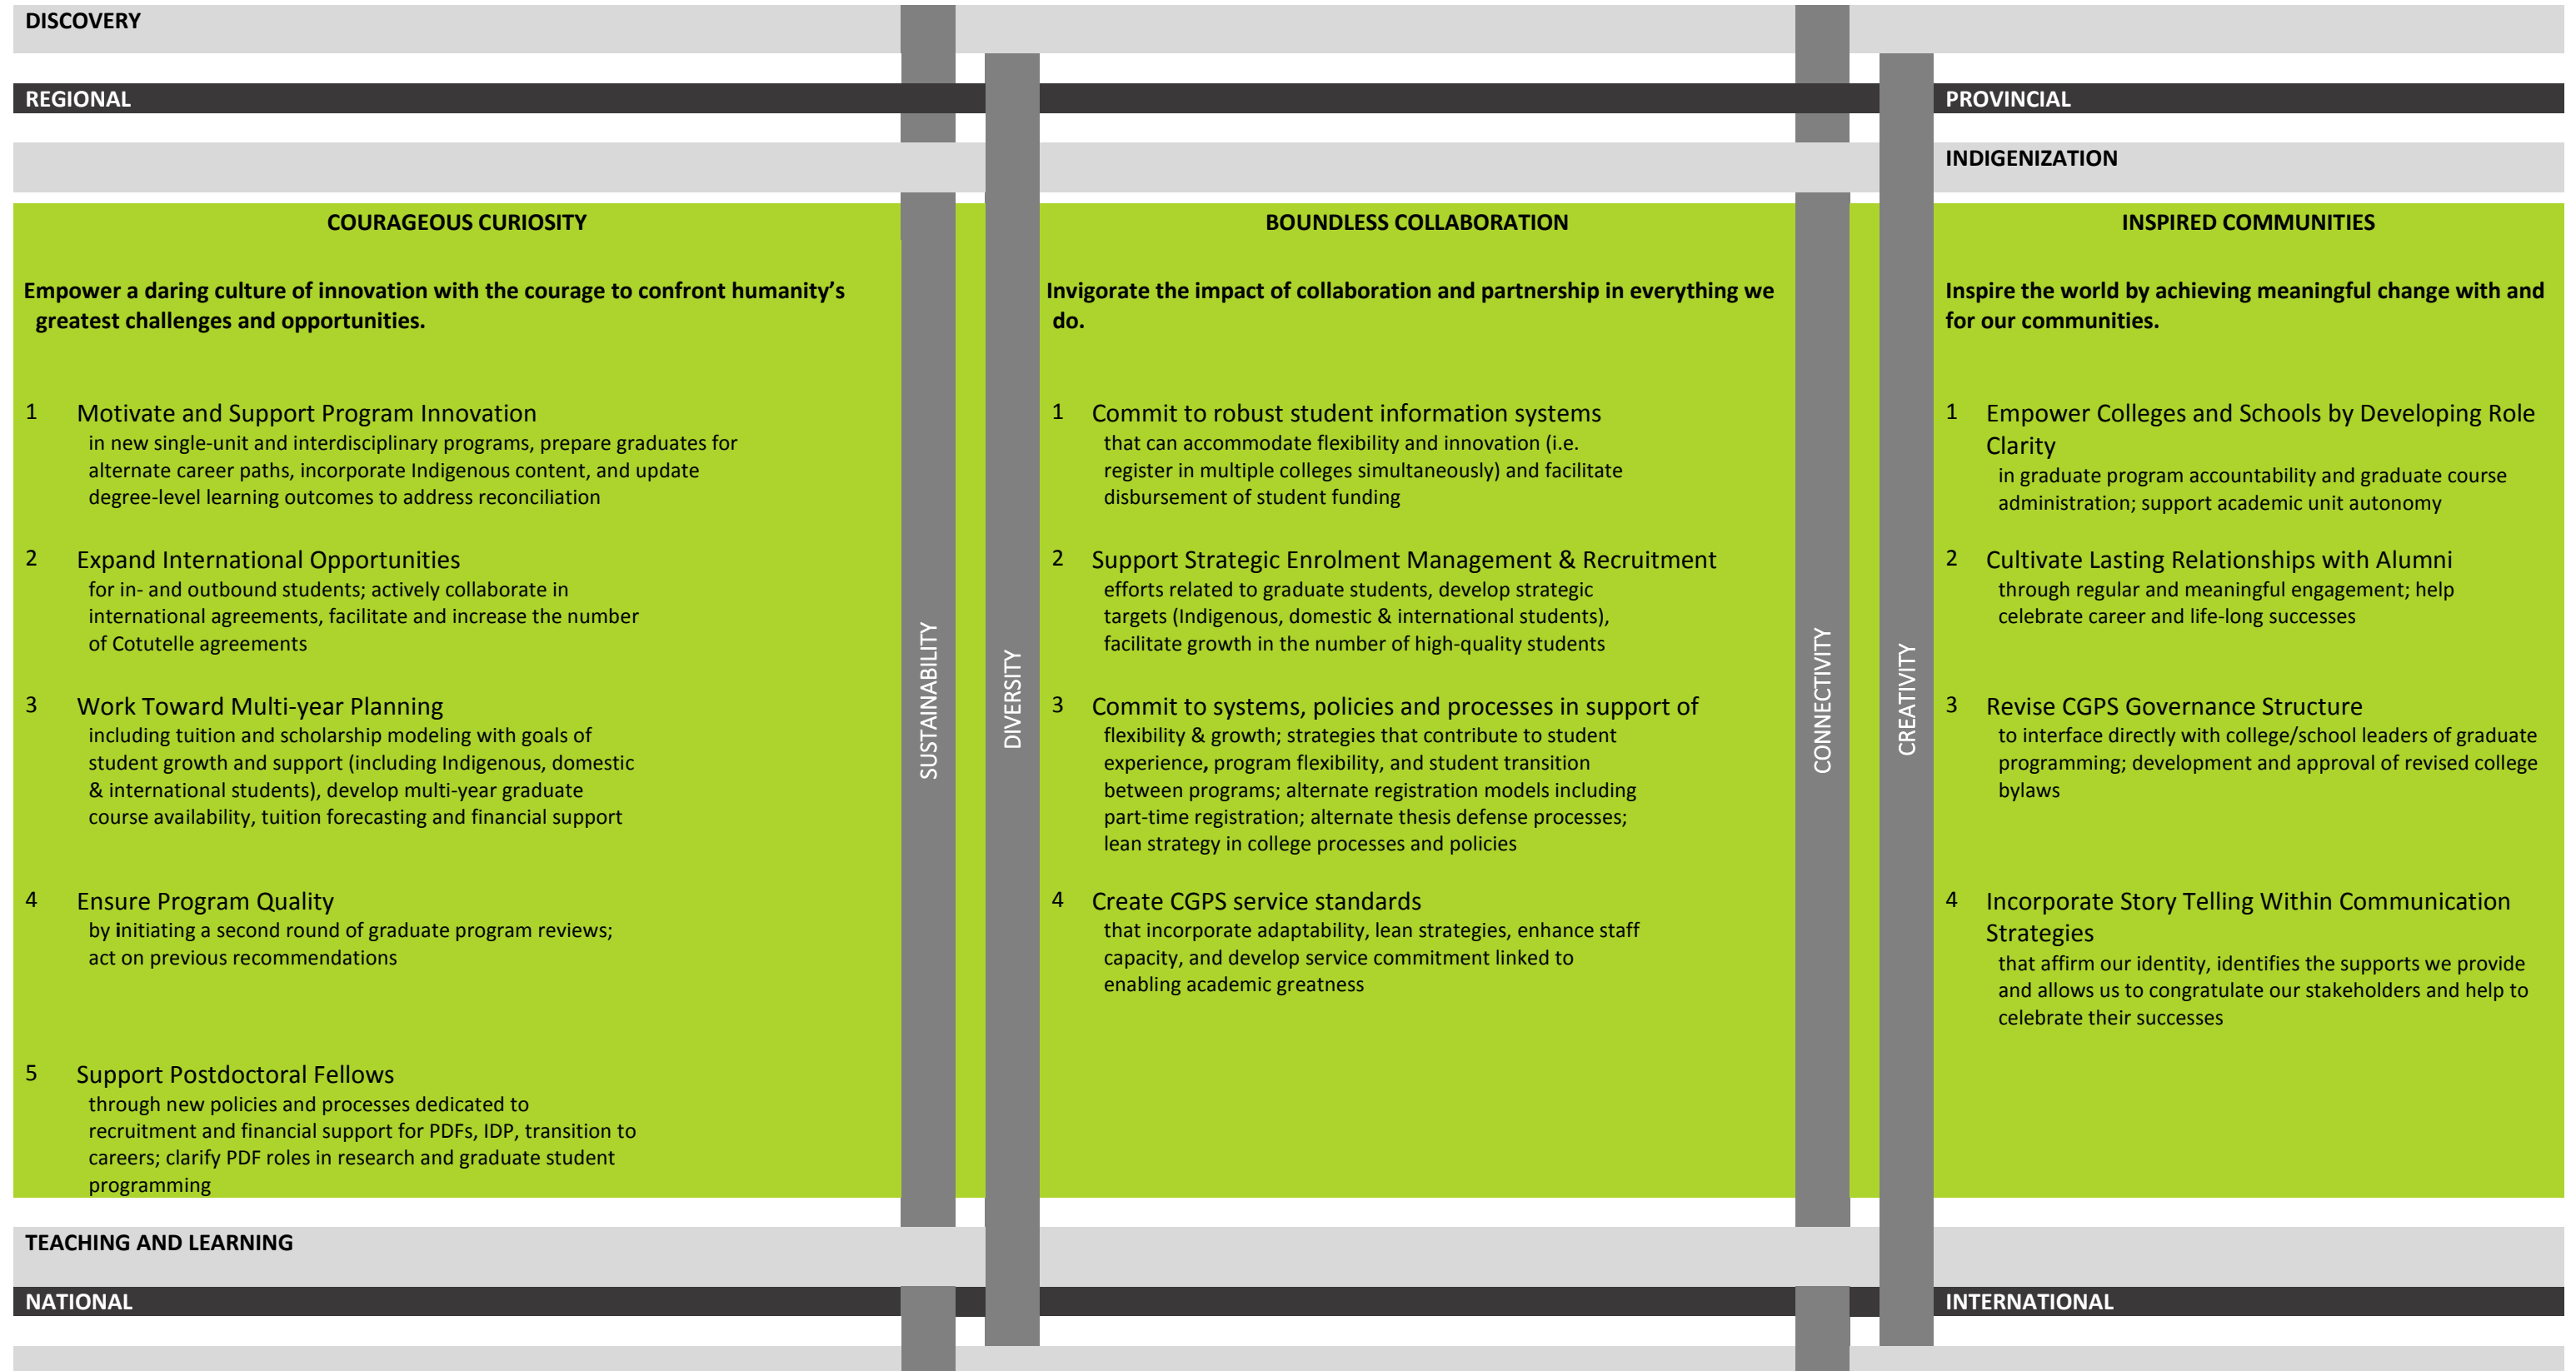 DISCOVERY
REGIONAL
PROVINCIAL
INDIGENIZATION
COURAGEOUS CURIOSITY
Empower a daring culture of innovation with the courage to confront humanity’s
greatest challenges and opportunities.
1 Motivate and Support Program Innovation
in new single-unit and interdisciplinary programs, prepare graduates for
alternate career paths, incorporate Indigenous content, and update
degree-level learning outcomes to address reconciliation
2 Expand International Opportunities
for in- and outbound students; actively collaborate in
international agreements, facilitate and increase the number
of Cotutelle agreements
3 Work Toward Multi-year Planning
including tuition and scholarship modeling with goals of
student growth and support (including Indigenous, domestic
& international students), develop multi-year graduate
course availability, tuition forecasting and financial support
4 Ensure Program Quality
by initiating a second round of graduate program reviews;
act on previous recommendations
5 Support Postdoctoral Fellows
through new policies and processes dedicated to
recruitment and financial support for PDFs, IDP, transition to
careers; clarify PDF roles in research and graduate student
programming
SUSTAINABILITY
DIVERSITY
BOUNDLESS COLLABORATION
Invigorate the impact of collaboration and partnership in everything we
do.
1 Commit to robust student information systems
that can accommodate flexibility and innovation (i.e.
register in multiple colleges simultaneously) and facilitate
disbursement of student funding
2 Support Strategic Enrolment Management & Recruitment
efforts related to graduate students, develop strategic
targets (Indigenous, domestic & international students),
facilitate growth in the number of high-quality students
3 Commit to systems, policies and processes in support of
flexibility & growth; strategies that contribute to student
experience, program flexibility, and student transition
between programs; alternate registration models including
part-time registration; alternate thesis defense processes;
lean strategy in college processes and policies
4 Create CGPS service standards
that incorporate adaptability, lean strategies, enhance staff
capacity, and develop service commitment linked to
enabling academic greatness
CONNECTIVITY
CREATIVITY
INSPIRED COMMUNITIES
Inspire the world by achieving meaningful change with and
for our communities.
1 Empower Colleges and Schools by Developing Role
Clarity
in graduate program accountability and graduate course
administration; support academic unit autonomy
2 Cultivate Lasting Relationships with Alumni
through regular and meaningful engagement; help
celebrate career and life-long successes
3 Revise CGPS Governance Structure
to interface directly with college/school leaders of graduate
programming; development and approval of revised college
bylaws
4 Incorporate Story Telling Within Communication
Strategies
that affirm our identity, identifies the supports we provide
and allows us to congratulate our stakeholders and help to
celebrate their successes
TEACHING AND LEARNING
NATIONAL
INTERNATIONAL